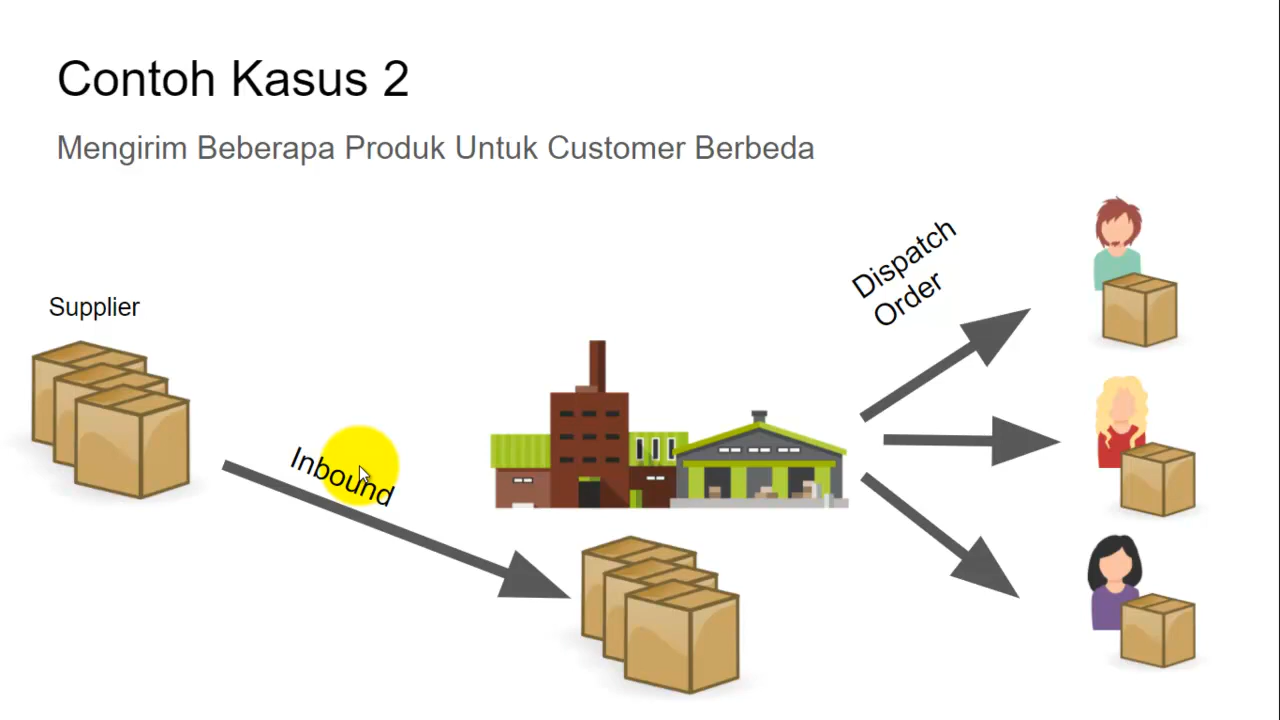 Contoh Kasus 2
Mengirim Beberapa Produk Untuk Customer Berbeda
Supplier
Inbound
Dispatch
Order